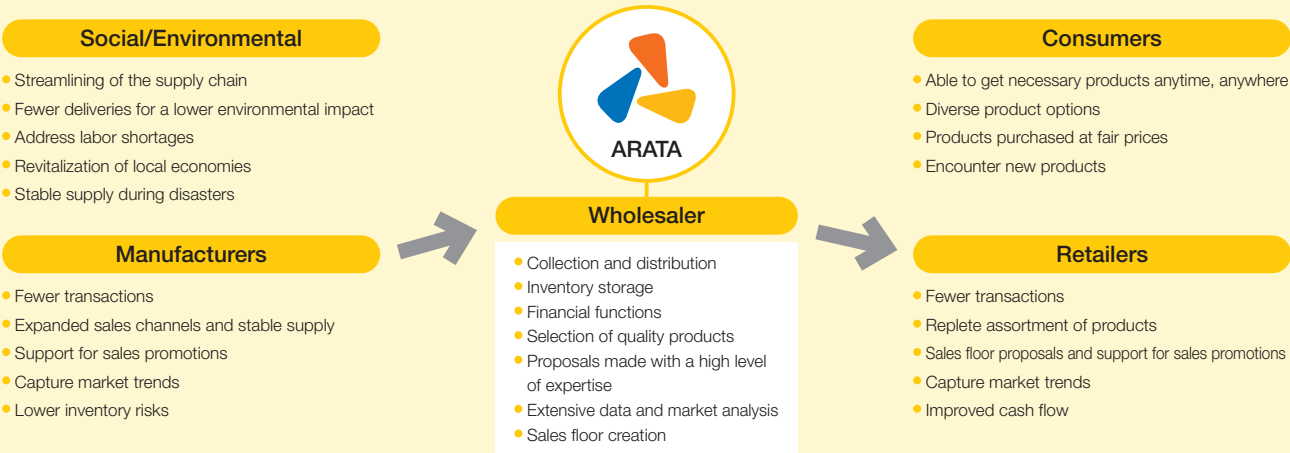 Social/Environmental
• Streamlining of the supply chain
• Fewer deliveries for a lower environmental impact
• Address labor shortages
• Revitalization of local economies
• Stable supply during disasters
Manufacturers
• Fewer transactions
• Expanded sales channels and stable supply
• Support for sales promotions
• Capture market trends
• Lower inventory risks
ARATA
Wholesaler
• Collection and distribution
• Inventory storage
• Financial functions
• Selection of quality products
• Proposals made with a high level
of expertise
• Extensive data and market analysis
• Sales floor creation
Consumers
• Able to get necessary products anytime, anywhere
• Diverse product options
• Products purchased at fair prices
• Encounter new products
Retailers
• Fewer transactions
• Replete assortment of products
• Sales floor proposals and support for sales promotions
• Capture market trends
• Improved cash flow